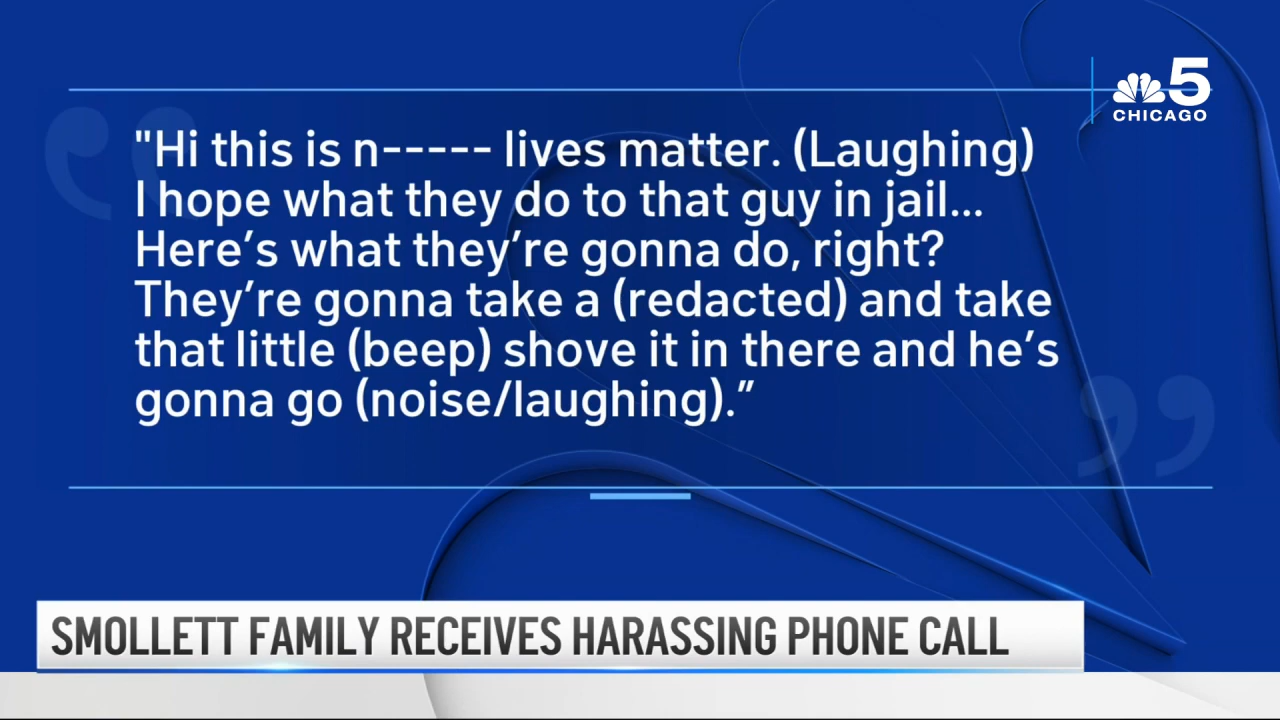 5
CHICAGO
"Hi this is n----- lives matter. (Laughing)
I hope what they do to that guy in jail...
Here's what they're gonna do, right?
They're gonna take a (redacted) and take
that little (beep) shove it in there and he's
gonna go (noise/laughing)."
SMOLLETT FAMILY RECEIVES HARASSING PHONE CALL